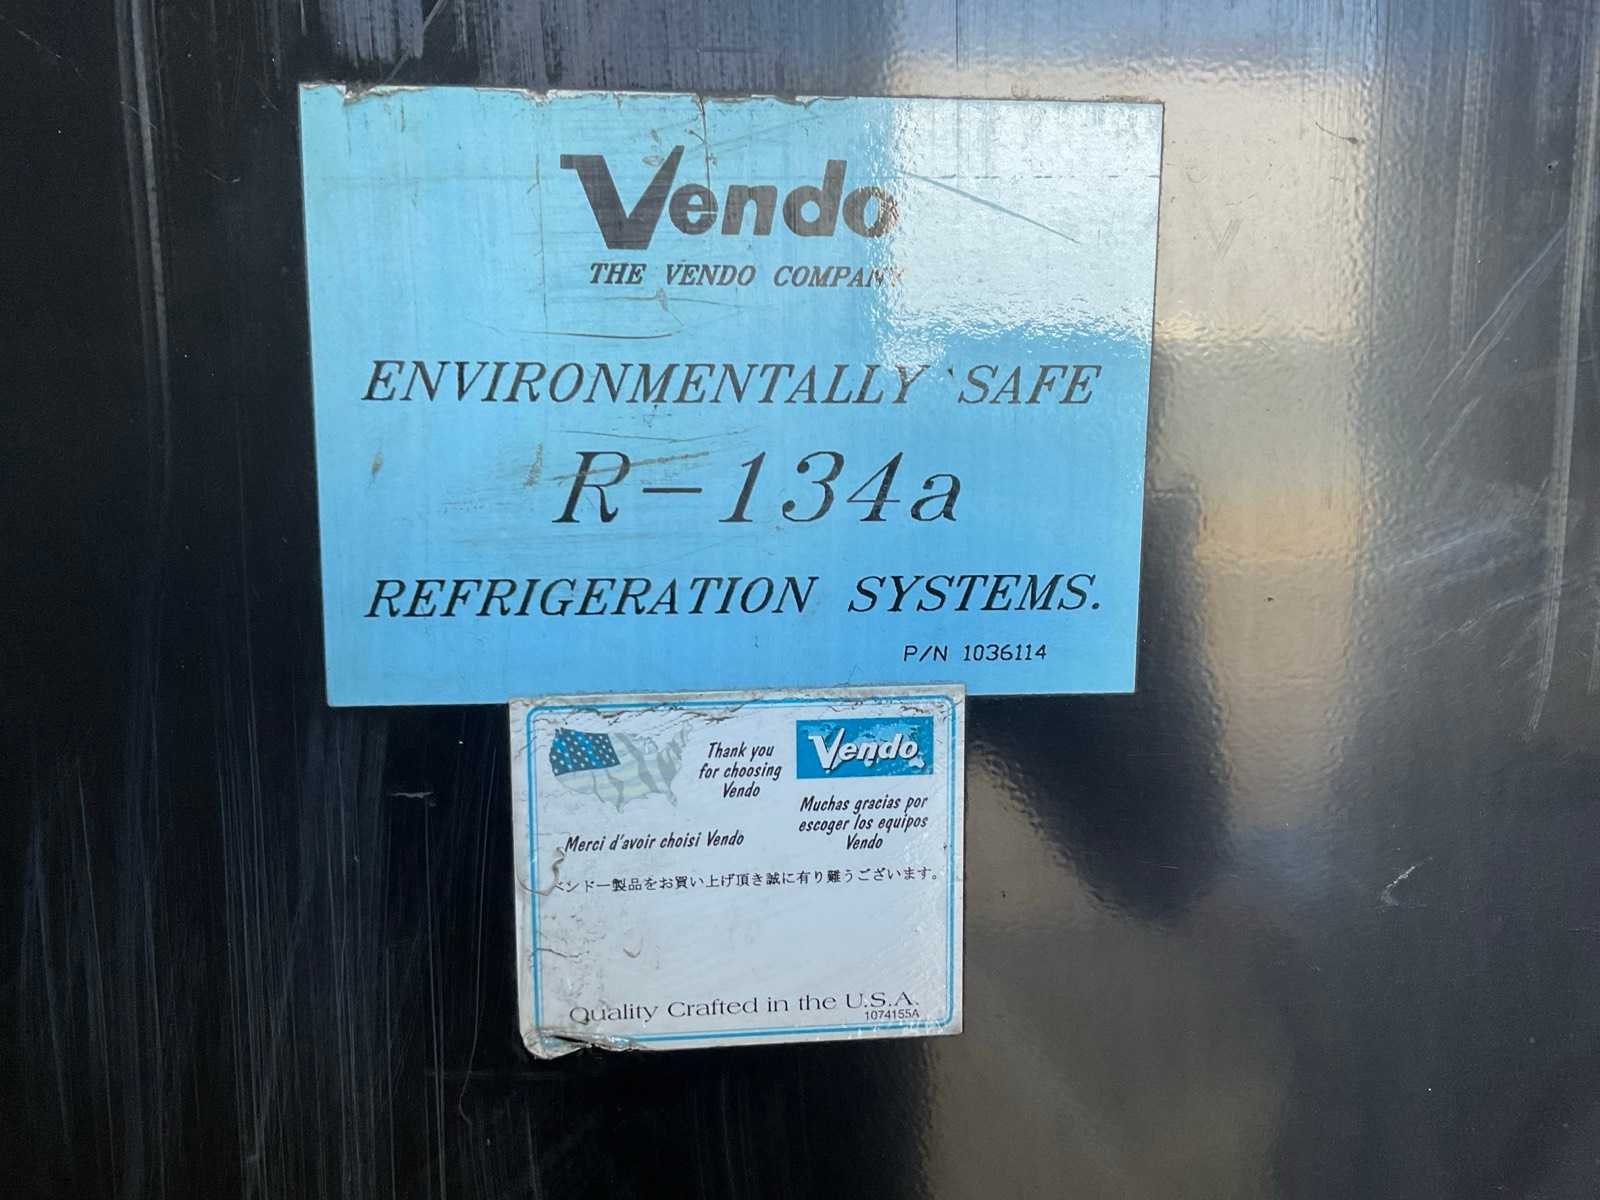 Vendo
THE VENDO COMPANY
ENVIRONMENTALLY SAFE
R-134a
REFRIGERATION SYSTEMS.
P/N 1036114
Thank you
for choosing
Vendo
Vendo
Muchas gracias por
escoger los equipos
Vendo
Merci d'avoir choisi Vendo
ベンドー製品をお買い上げ頂き誠に有り難うございます。
Quality Crafted in the U.S.A.
1074155A